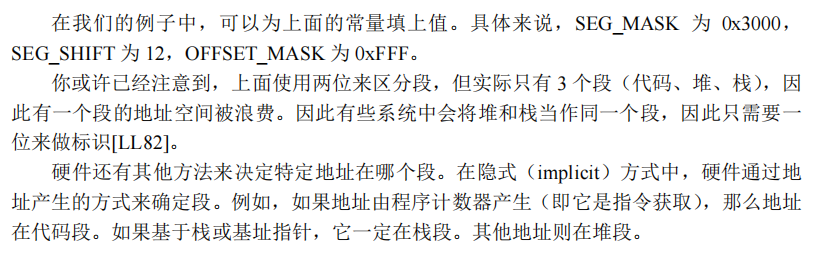 在我们的例子中，可以为上面的常量填上值。具体来说，SEG_MASK 为 0x3000，
SEG_SHIFT 为 12，OFFSET_MASK 为 0xFFF。
你或许已经注意到，上面使用两位来区分段，但实际只有 3 个段（代码、堆、栈），因
此有一个段的地址空间被浪费。因此有些系统中会将堆和栈当作同一个段，因此只需要一
位来做标识[LL82]。
硬件还有其他方法来决定特定地址在哪个段。在隐式（implicit）方式中，硬件通过地
址产生的方式来确定段。例如，如果地址由程序计数器产生（即它是指令获取），那么地址
在代码段。如果基于栈或基址指针，它一定在栈段。其他地址则在堆段。